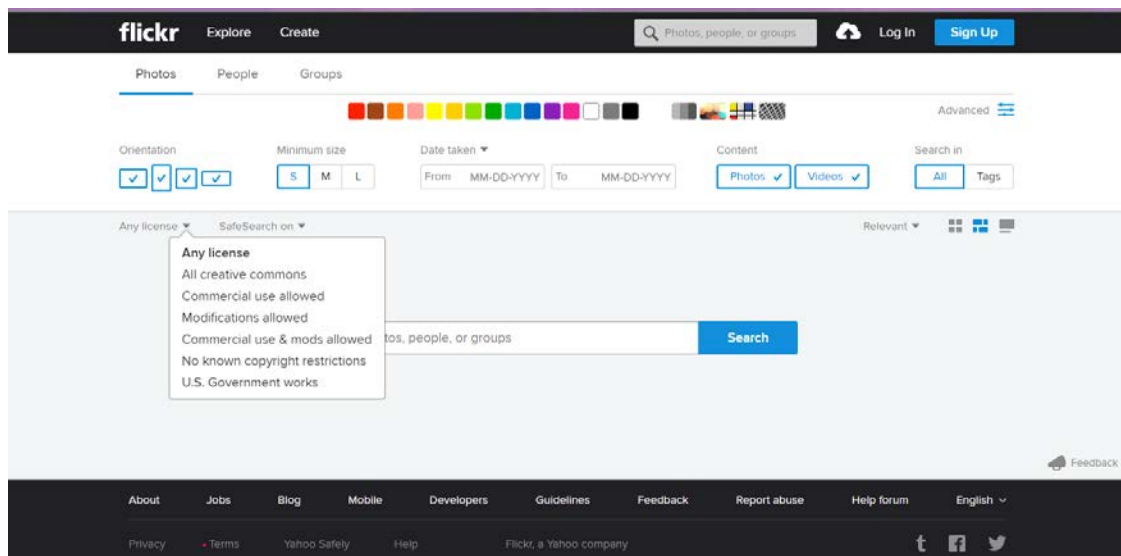 flickr Explore Create Photos, people, or groups Log In Sign Up
Photos People Groups
Advanced
Orientation Minimum size Date taken Content Search in
S M L From MM-DD-YYYY To MM-DD-YYYY Photos Videos All Tags
Any license SafeSearch on Relevant
Any license
All creative commons
Commercial use allowed
Modifications allowed
Commercial use & mods allowed
No known copyright restrictions
U.S. Government works
tos, people, or groups Search
Feedback
About Jobs Blog Mobile Developers Guidelines Feedback Report abuse Help forum English
Privacy Terms Yahoo Safely Help Flickr, a Yahoo company